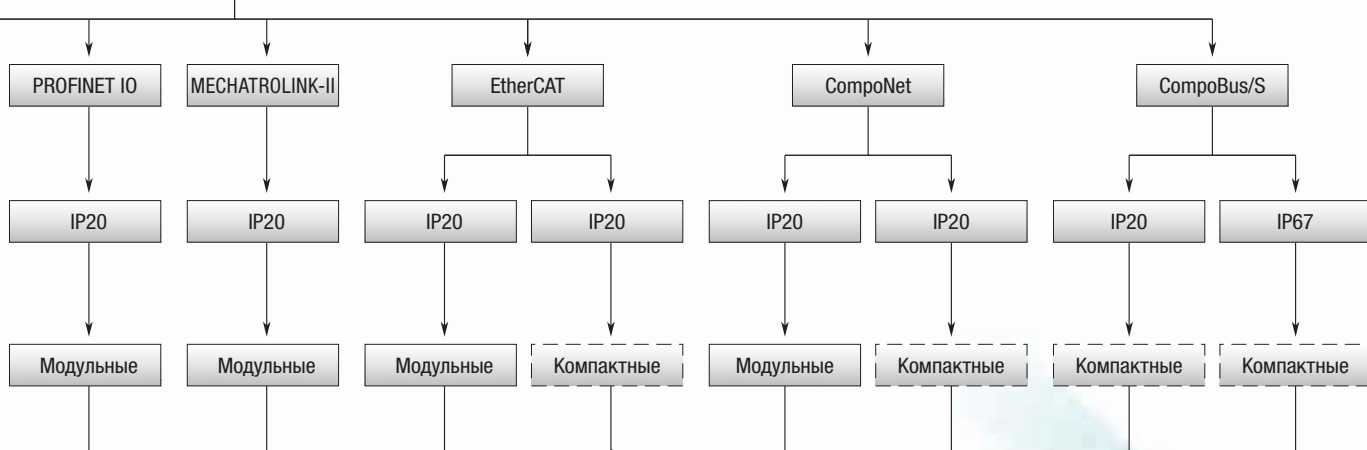 PROFINET IO
MECHATROLINK-II
EtherCAT
CompoNet
CompoBus/S
IP20
IP20
IP20
IP20
IP20
IP20
IP20
IP67
Модульные
Модульные
Модульные
Компактные
Модульные
Компактные
Компактные
Компактные